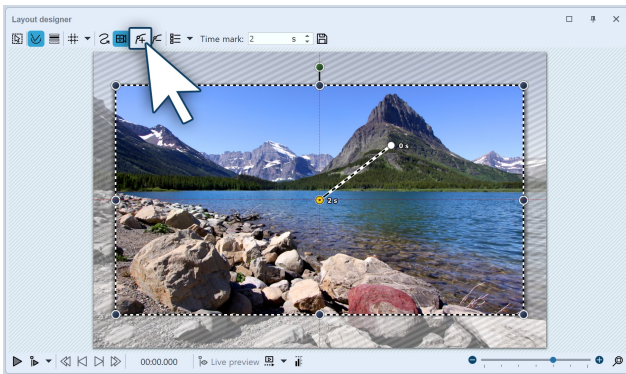 Layout designer
Time mark: 2 s
0 s
2 s
00:00.000 Live preview